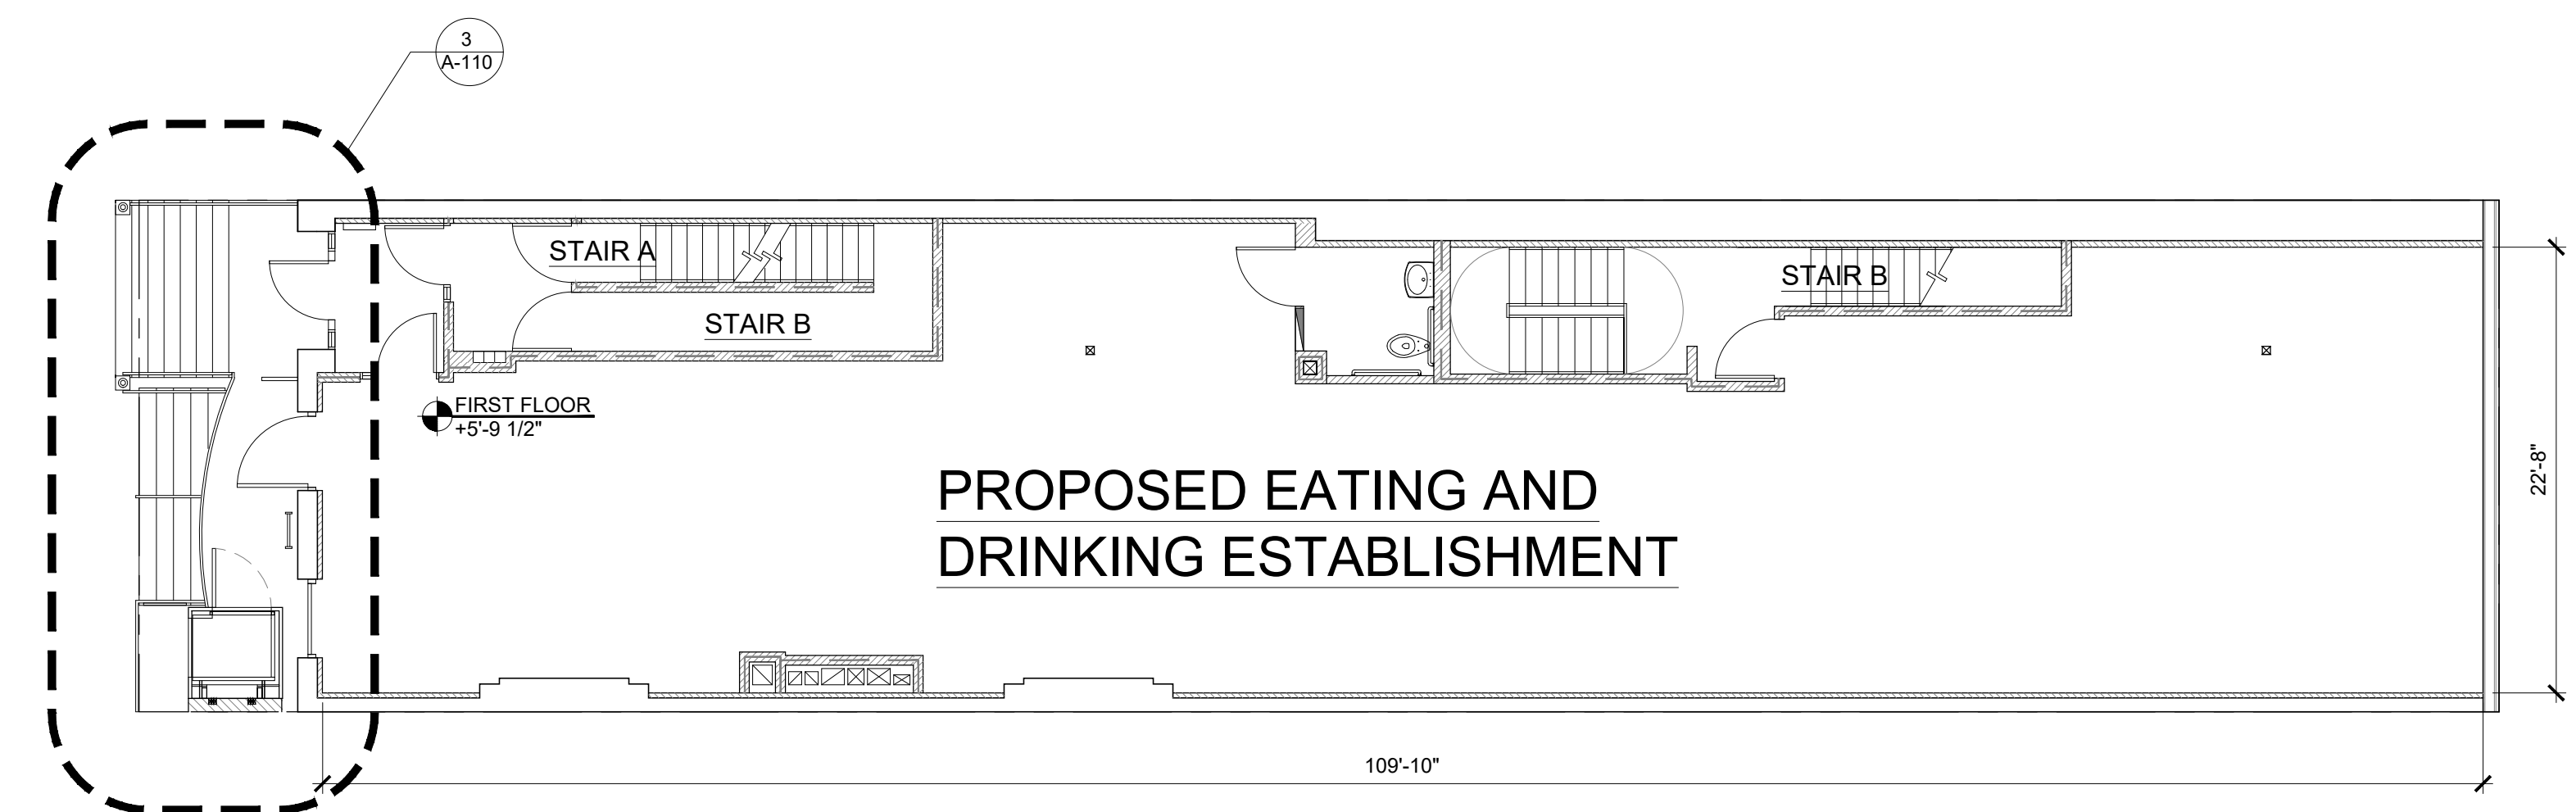 3
A-110
STAIR A
STAIR B
STAIR B
FIRST FLOOR
+5'-9 1/2"
PROPOSED EATING AND
DRINKING ESTABLISHMENT
22'-8"
109'-10"